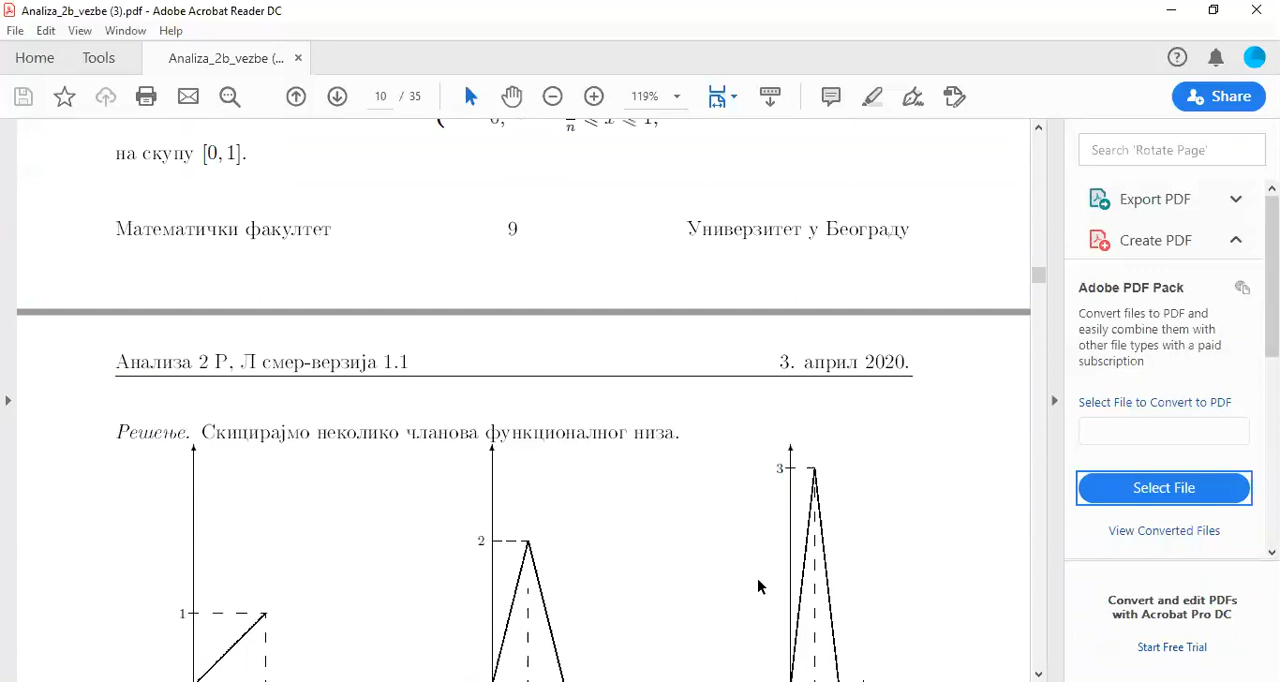 Analiza_2b_vezbe (3).pdf - Adobe Acrobat Reader DC
File Edit View Window Help
Home Tools Analiza_2b_vezbe (... ×
10 / 35 119% Share
на скупу [0, 1].
Математички факултет 9 Универзитет у Београду
Анализа 2 Р, Л смер-верзија 1.1 3. април 2020.
Решење. Скицирајмо неколико чланова функционалног низа.
3
2
1
Search 'Rotate Page'
Export PDF
Create PDF
Adobe PDF Pack
Convert files to PDF and
easily combine them with
other file types with a paid
subscription
Select File to Convert to PDF
Select File
View Converted Files
Convert and edit PDFs
with Acrobat Pro DC
Start Free Trial